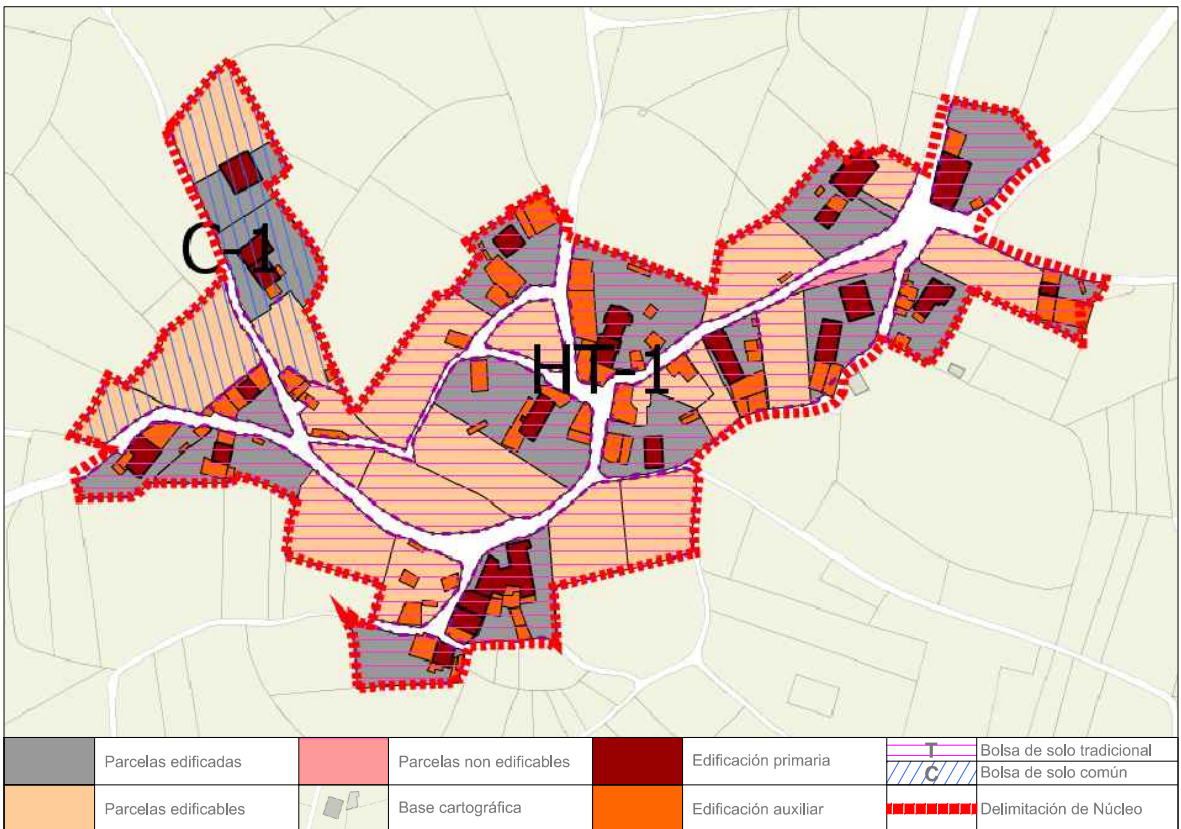 C-1
HT-1
Parcelas edificadas
Parcelas non edificables
Edificación primaria
T
Bolsa de solo tradicional
C
Bolsa de solo común
Parcelas edificables
Base cartográfica
Edificación auxiliar
Delimitación de Núcleo